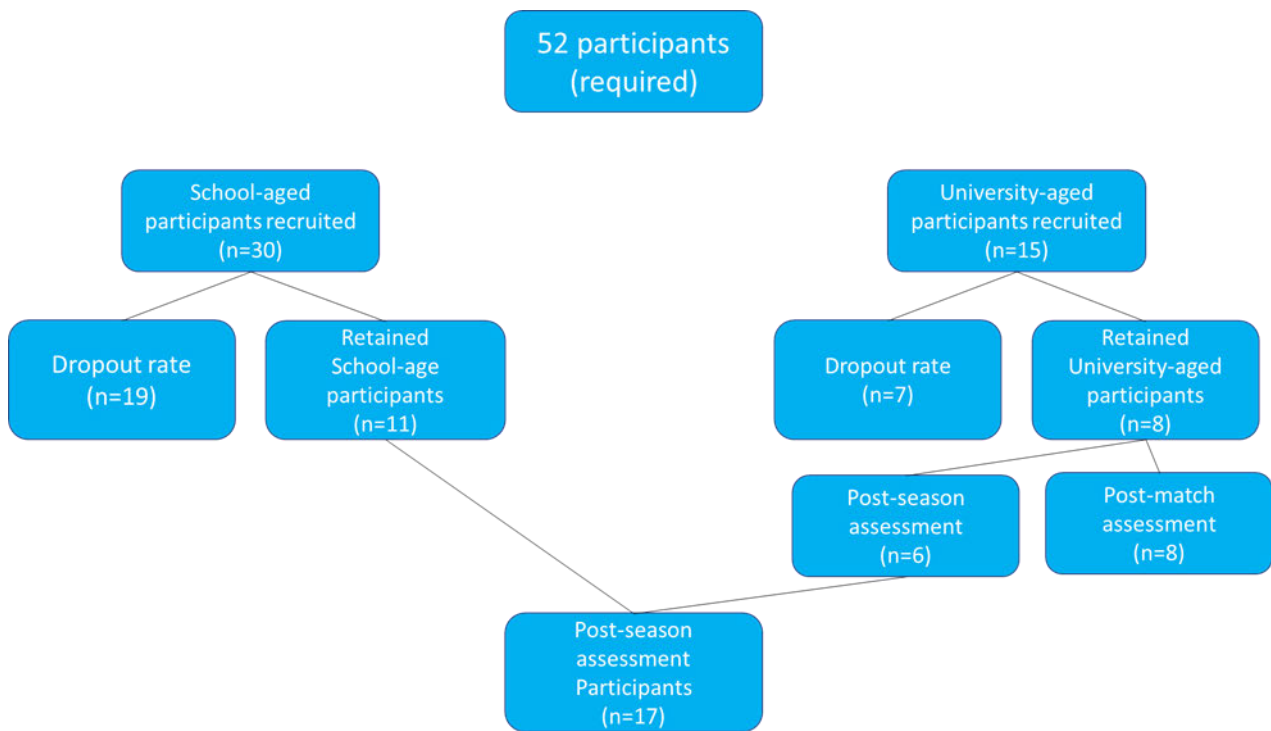 52 participants
(required)
School-aged
participants recruited
(n=30)
University-aged
participants recruited
(n=15)
Dropout rate
(n=19)
Retained
School-age
participants
(n=11)
Dropout rate
(n=7)
Retained
University-aged
participants
(n=8)
Post-season
assessment
(n=6)
Post-match
assessment
(n=8)
Post-season
assessment
Participants
(n=17)